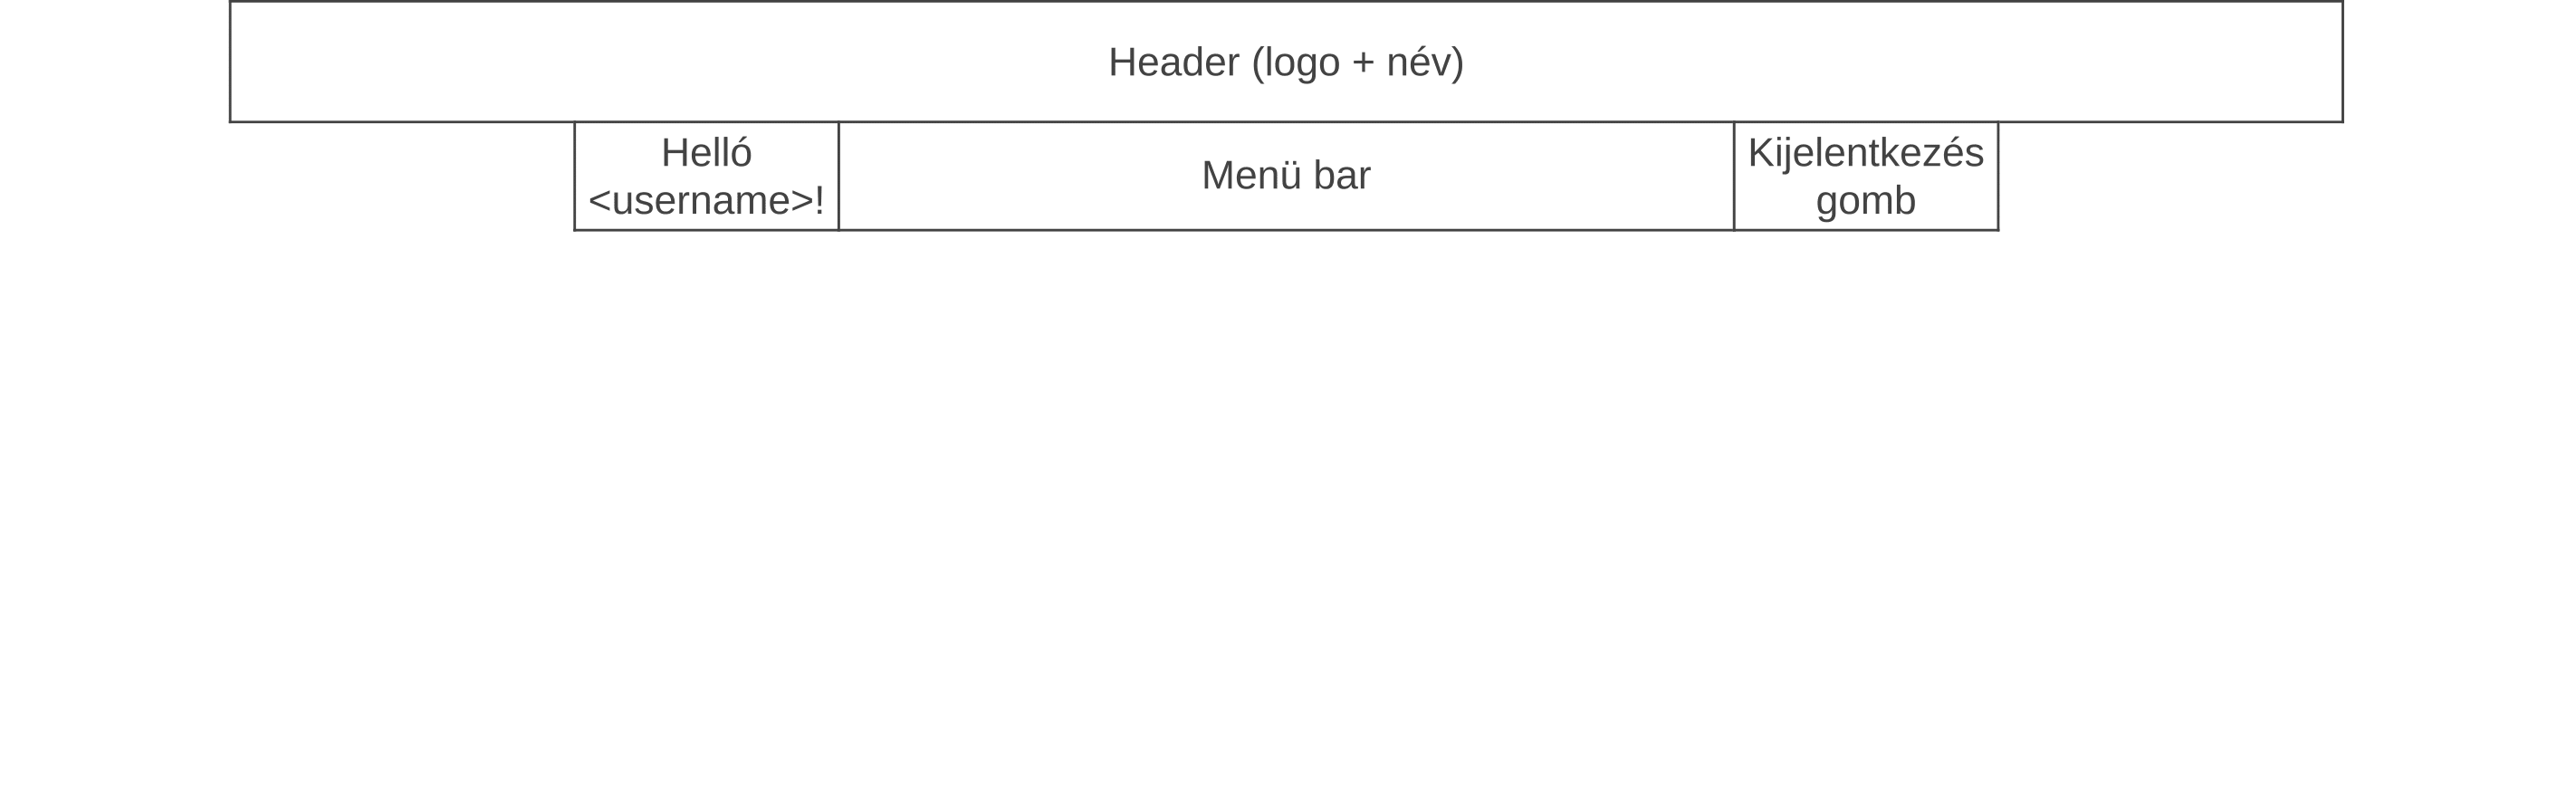 Header (logo + név)
Helló
<username>!
Menü bar
Kijelentkezés
gomb